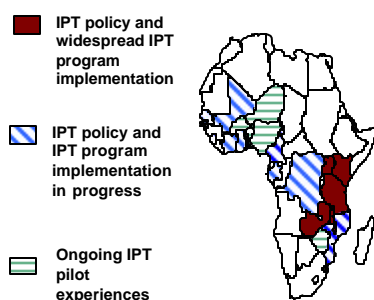 IPT policy and
widespread IPT
program
implementation
IPT policy and
IPT program
implementation
in progress
Ongoing IPT
pilot
experiences